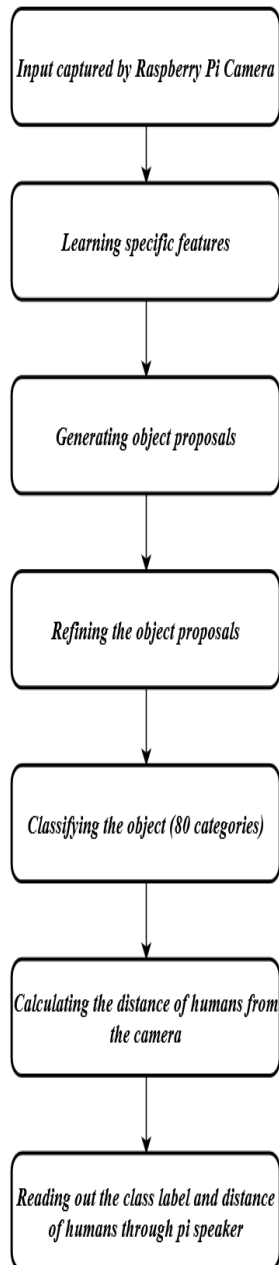 Input captured by Raspberry Pi Camera
Learning specific features
Generating object proposals
Refining the object proposals
Classifying the object (80 categories)
Calculating the distance of humans from
the camera
Reading out the class label and distance
of humans through pi speaker